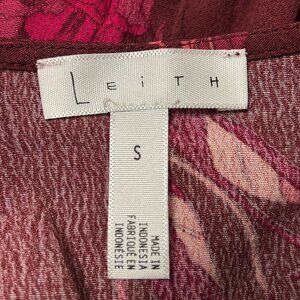 LEITH
S
MADE IN
INDONESIA
FABRIQUÉ EN
INDONÉSIE